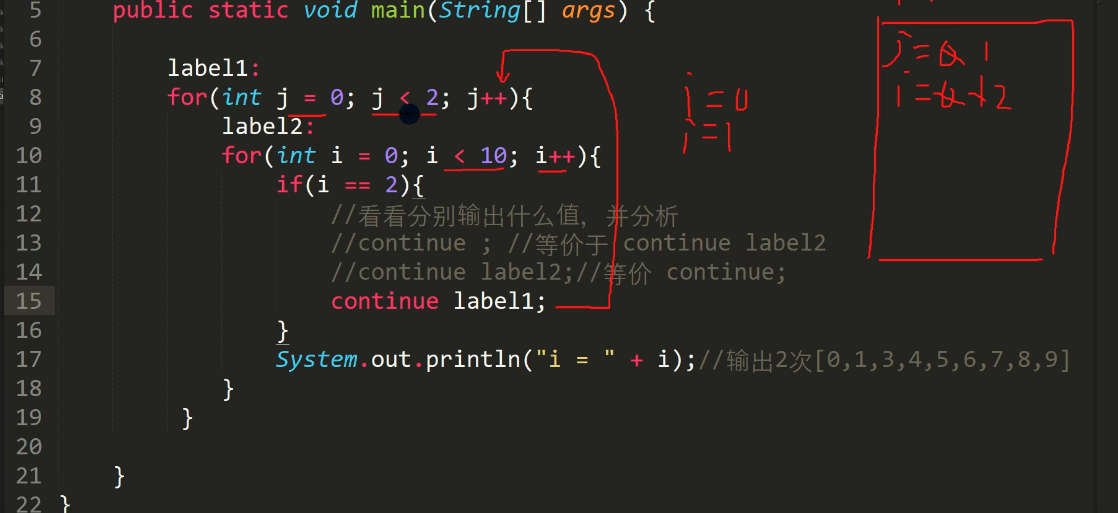 5 public static void main(String[] args) {
6
7 label1:
8 for(int j = 0; j < 2; j++){
9 label2:
10 for(int i = 0; i < 10; i++){
11 if(i == 2){
12 //看看分别输出什么值，并分析
13 //continue ; //等价于 continue label2
14 //continue label2;//等价 continue;
15 continue label1;
16 }
17 System.out.println("i = " + i);//输出2次[0,1,3,4,5,6,7,8,9]
18 }
19 }
20
21 }
22 }
i = 0
i = 1
j = 0 1
i = 0 1 2